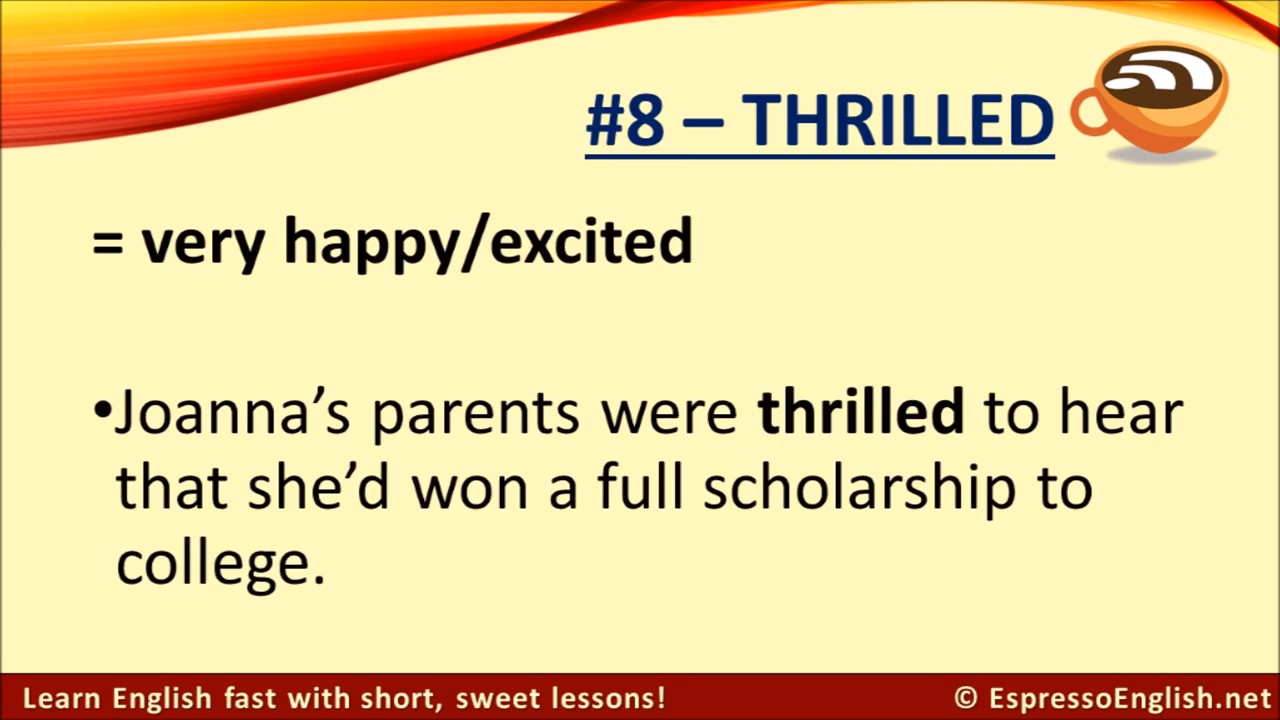 #8 – THRILLED
= very happy/excited
•Joanna’s parents were thrilled to hear
that she’d won a full scholarship to
college.
Learn English fast with short, sweet lessons!
© EspressoEnglish.net